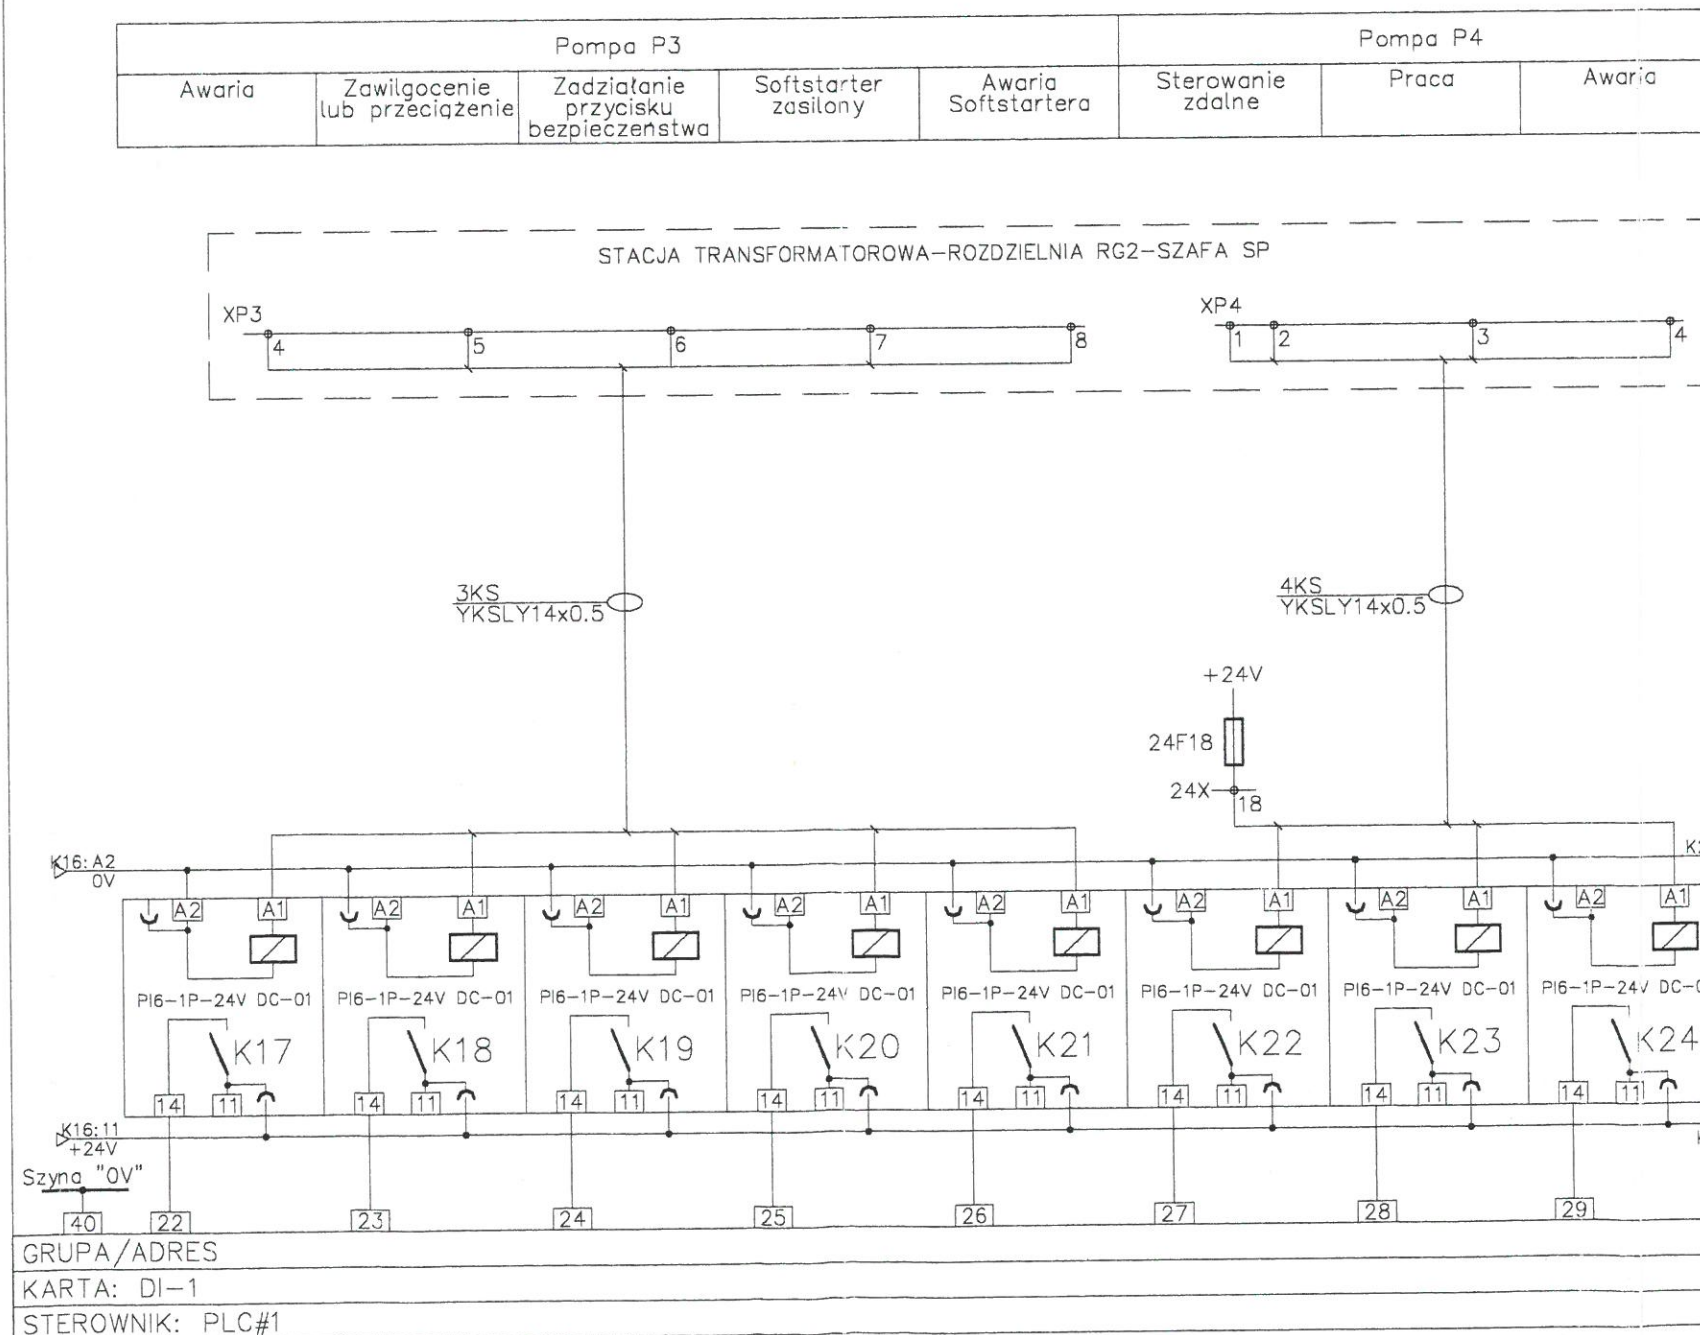 Pompa P3
Pompa P4
Awaria
Zawilgocenie
lub przeciążenie
Zadziałanie
przycisku
bezpieczeństwa
Softstarter
zasilony
Awaria
Softstartera
Sterowanie
zdalne
Praca
Awaria
STACJA TRANSFORMATOROWA-ROZDZIELNIA RG2-SZAFA SP
XP3
XP4
4 5 6 7 8 1 2 3 4
3KS
YKSLY14x0.5
4KS
YKSLY14x0.5
+24V
24F18
24X
18
K16:A2
0V
A2 A1 A2 A1 A2 A1 A2 A1 A2 A1 A2 A1 A2 A1 A2 A1
PI6-1P-24V DC-01 PI6-1P-24V DC-01 PI6-1P-24V DC-01 PI6-1P-24V DC-01 PI6-1P-24V DC-01 PI6-1P-24V DC-01 PI6-1P-24V DC-01 PI6-1P-24V DC-0
K17 K18 K19 K20 K21 K22 K23 K24
14 11 14 11 14 11 14 11 14 11 14 11 14 11 14 11
K16:11
+24V
Szyna "0V"
40 22 23 24 25 26 27 28 29
GRUPA/ADRES
KARTA: DI-1
STEROWNIK: PLC#1